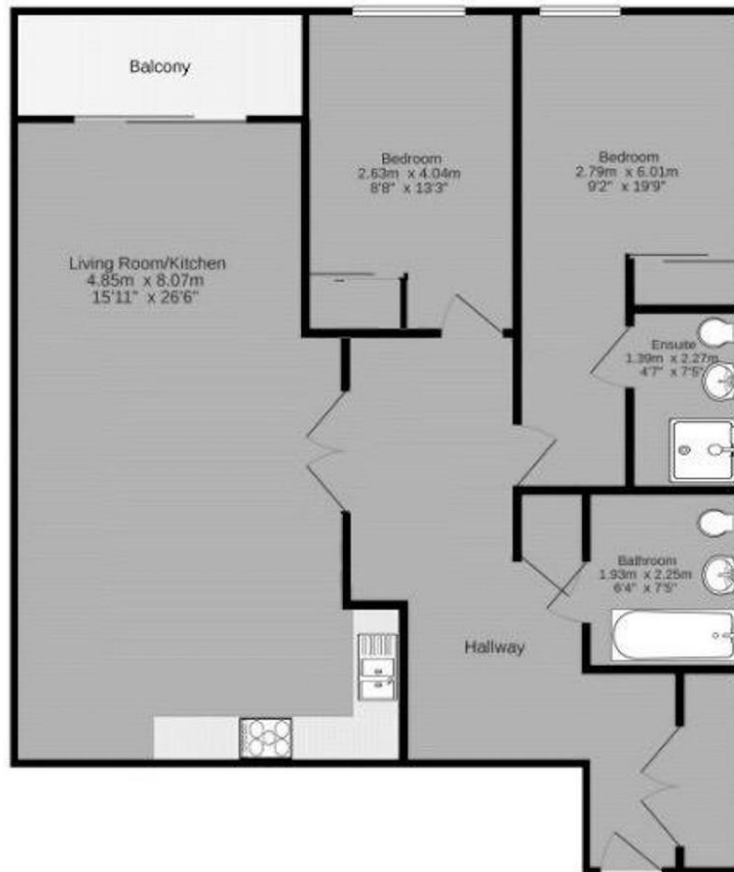 Balcony
Bedroom
2.63m x 4.04m
8'8" x 13'3"
Bedroom
2.79m x 6.01m
9'2" x 19'9"
Living Room/Kitchen
4.85m x 8.07m
15'11" x 26'6"
Ensuite
1.39m x 2.27m
4'7" x 7'5"
Bathroom
1.93m x 2.25m
6'4" x 7'5"
Hallway